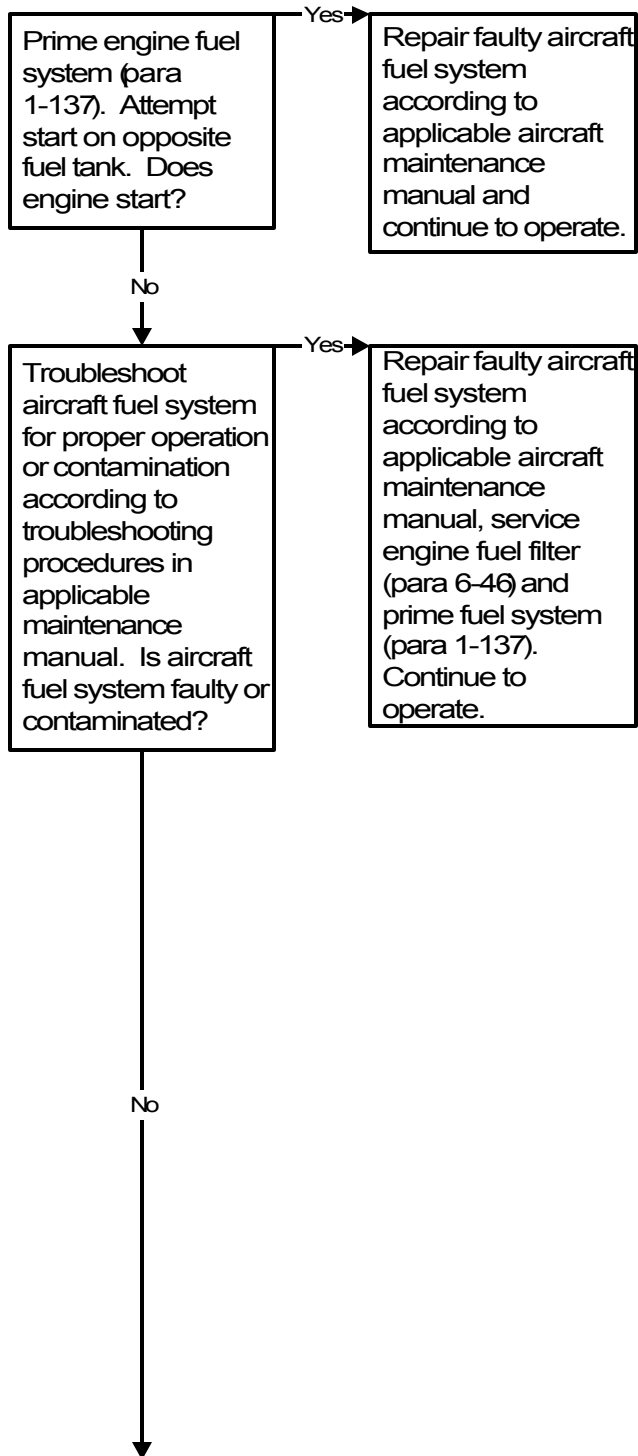 Prime engine fuel
system (para
1-137). Attempt
start on opposite
fuel tank. Does
engine start?
Yes
Repair faulty aircraft
fuel system
according to
applicable aircraft
maintenance
manual and
continue to operate.
No
Troubleshoot
aircraft fuel system
for proper operation
or contamination
according to
troubleshooting
procedures in
applicable
maintenance
manual. Is aircraft
fuel system faulty or
contaminated?
Yes
Repair faulty aircraft
fuel system
according to
applicable aircraft
maintenance
manual, service
engine fuel filter
(para 6-46) and
prime fuel system
(para 1-137).
Continue to
operate.
No